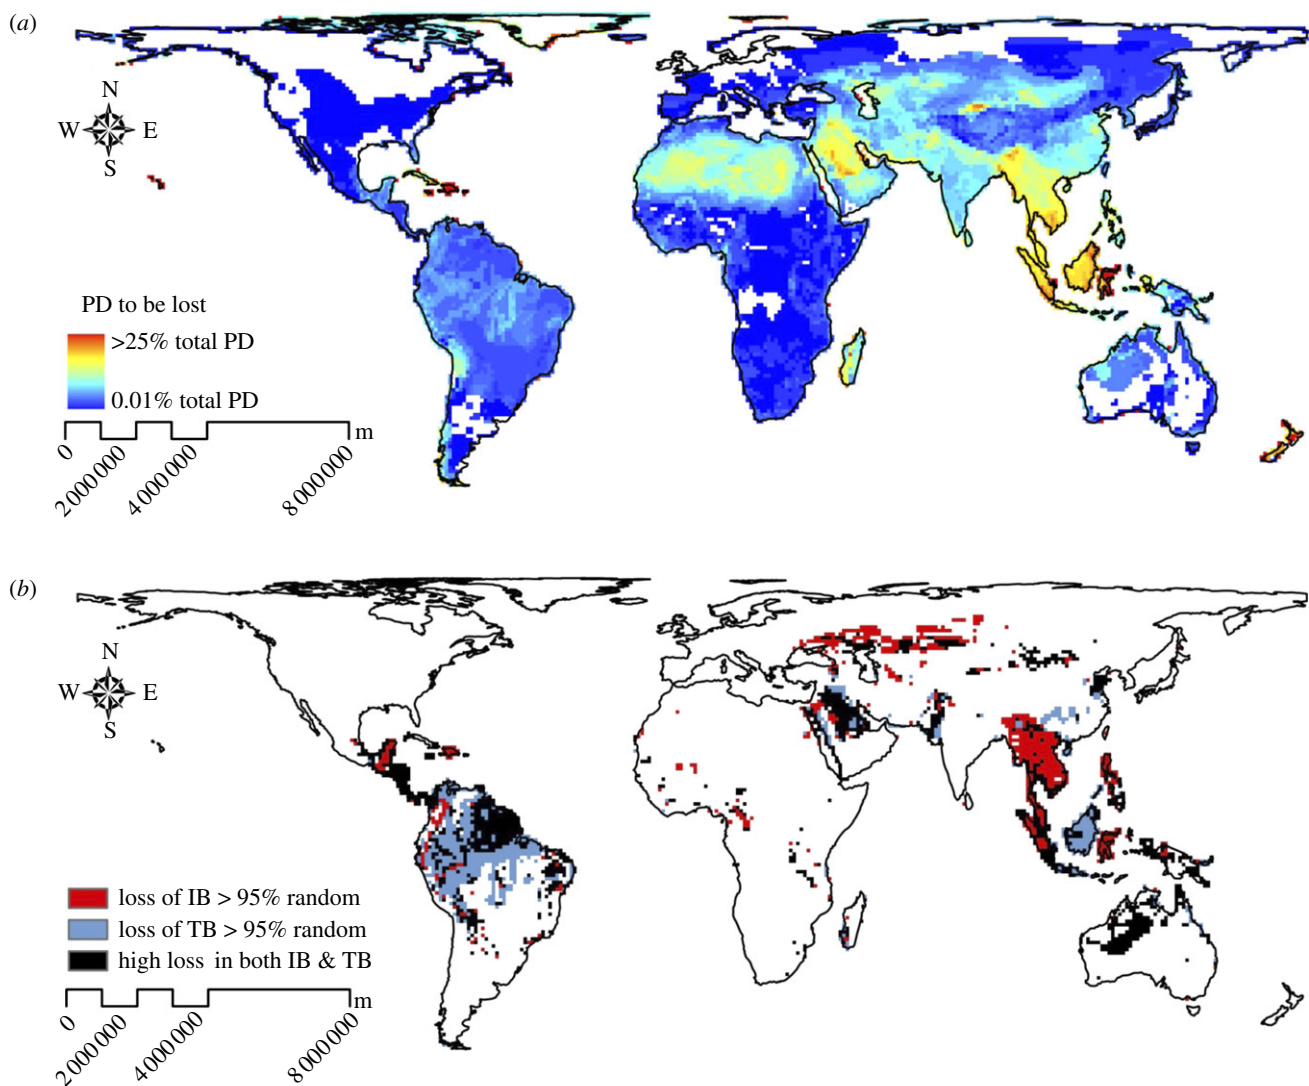 (a)
N
W E
S
PD to be lost
>25% total PD
0.01% total PD
m
0
2000000
4000000
8000000
(b)
N
W E
S
loss of IB > 95% random
loss of TB > 95% random
high loss in both IB & TB
m
0
2000000
4000000
8000000